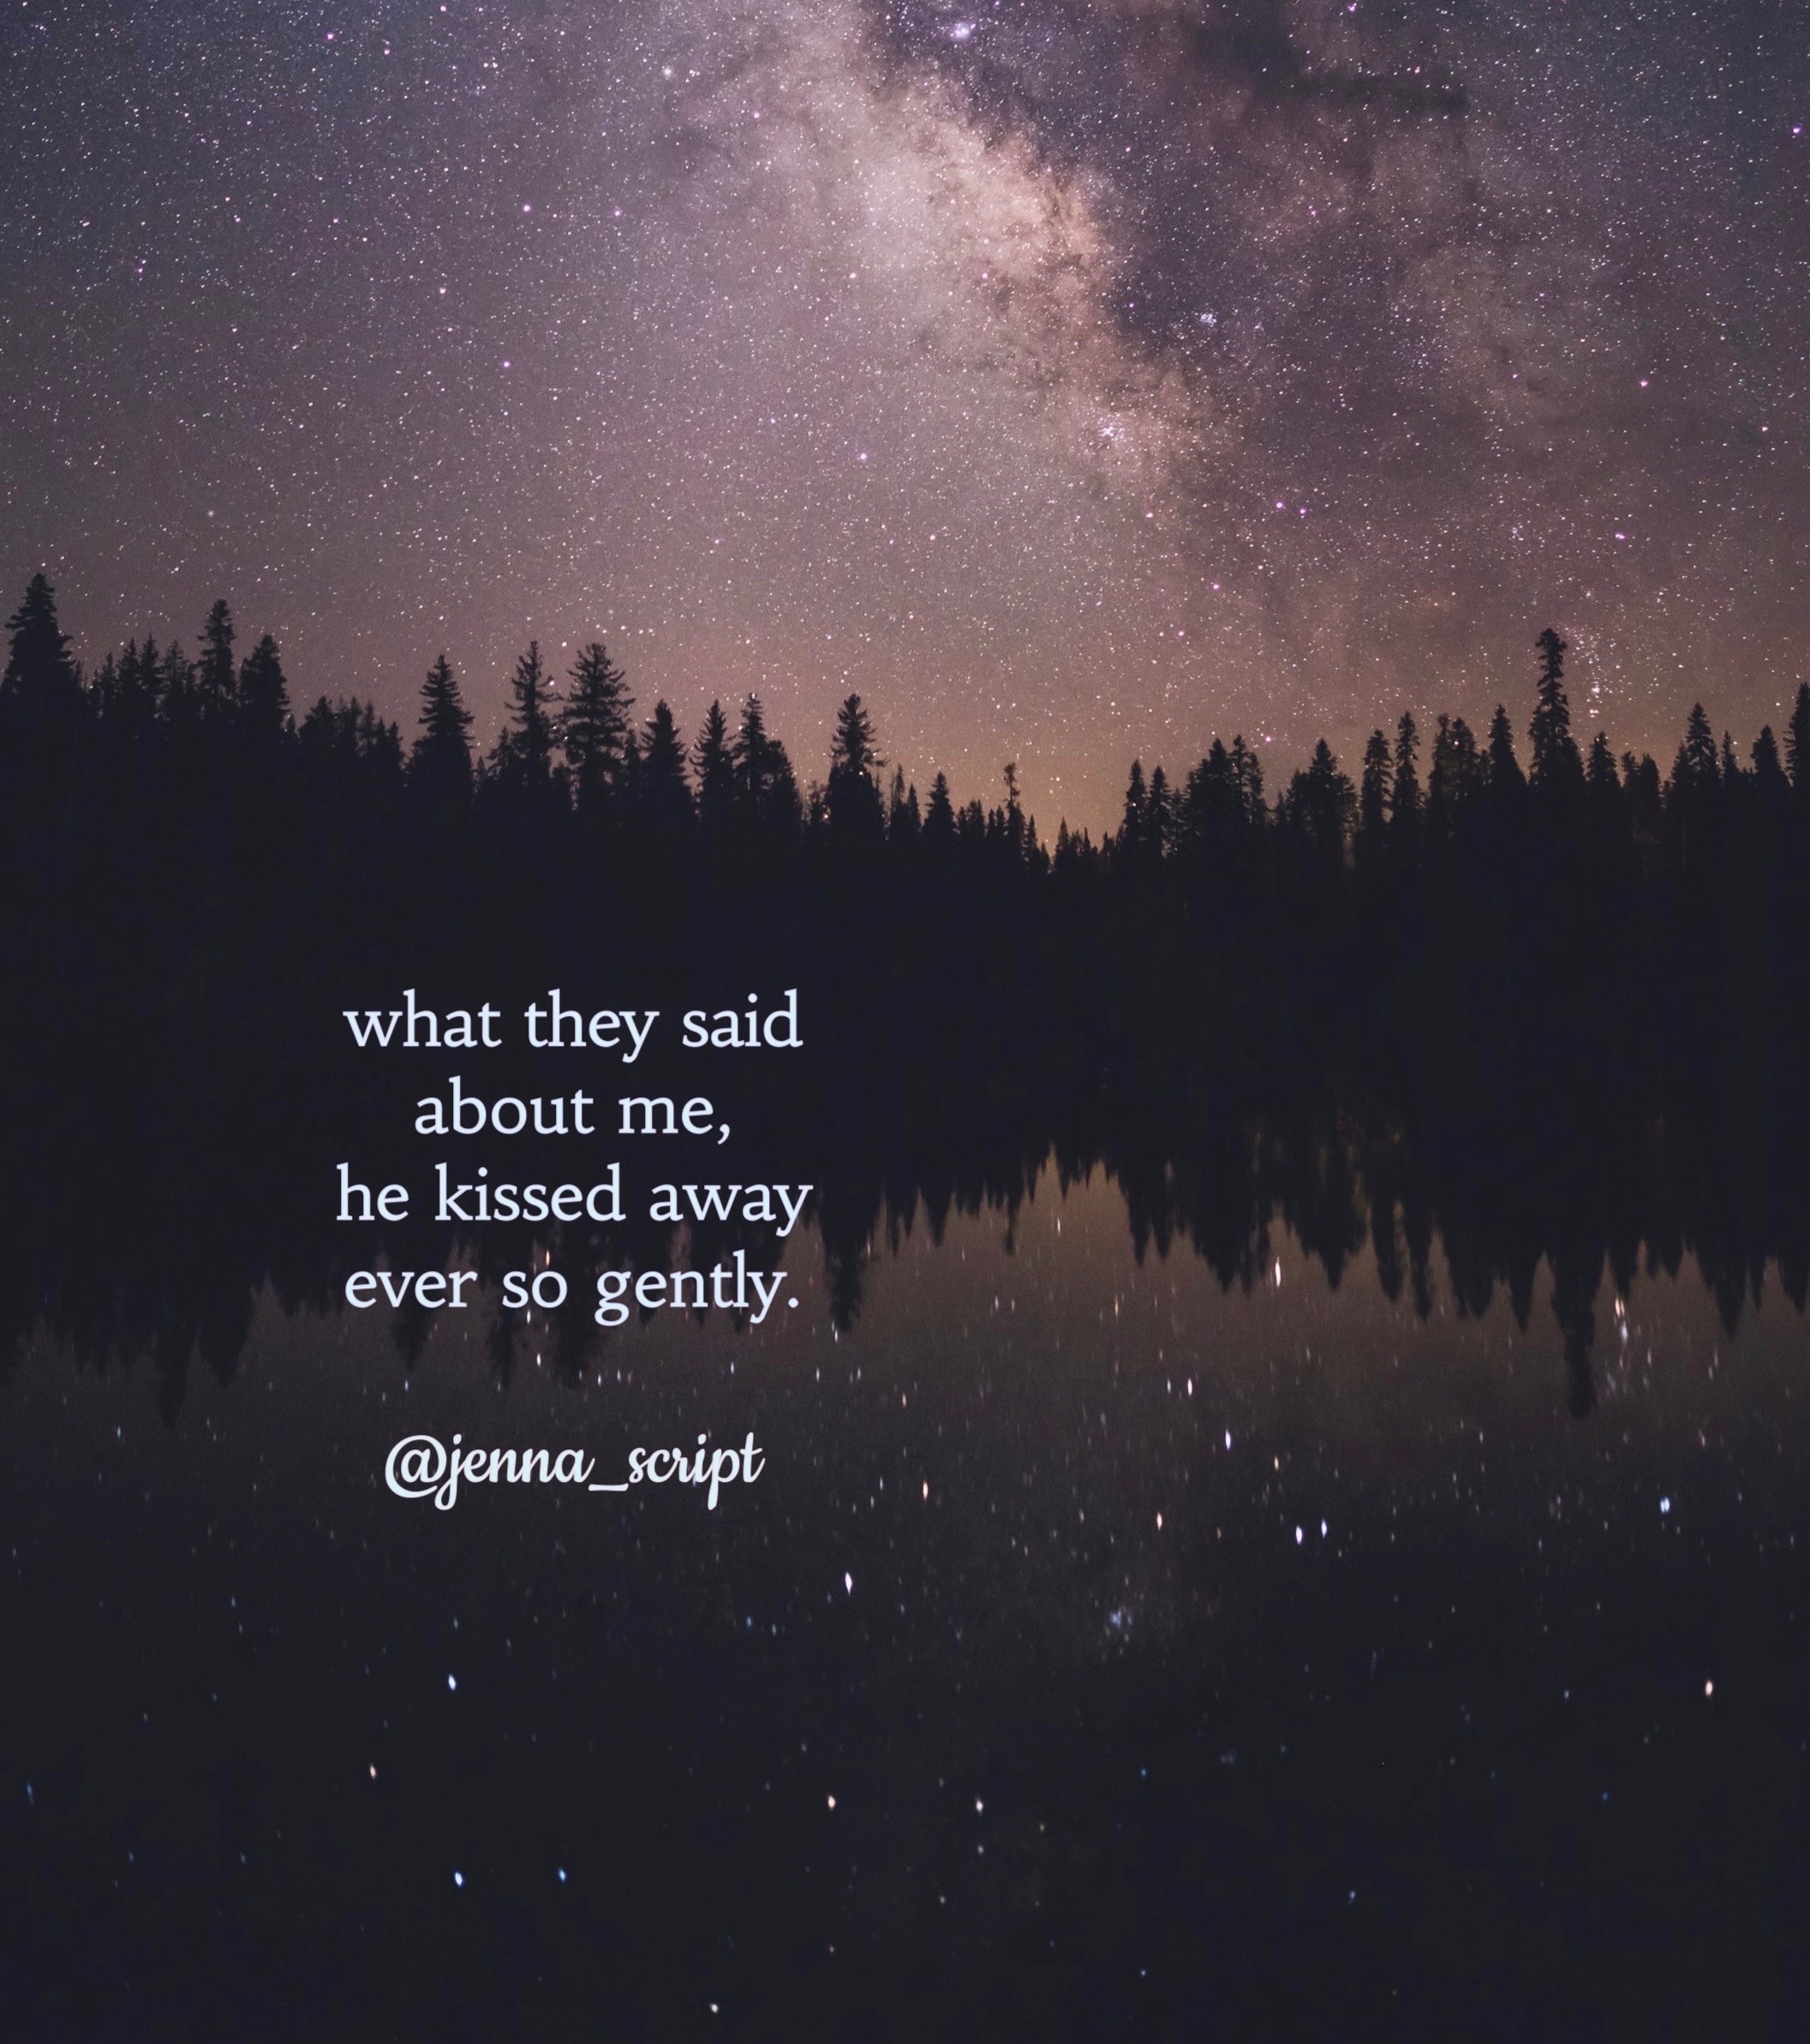 what they said
about me,
he kissed away
ever so gently.
@jenna_script